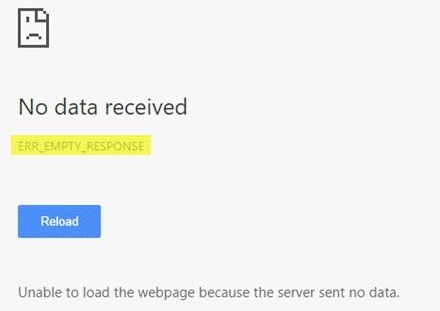 No data received
ERR_EMPTY_RESPONSE
Reload
Unable to load the webpage because the server sent no data.